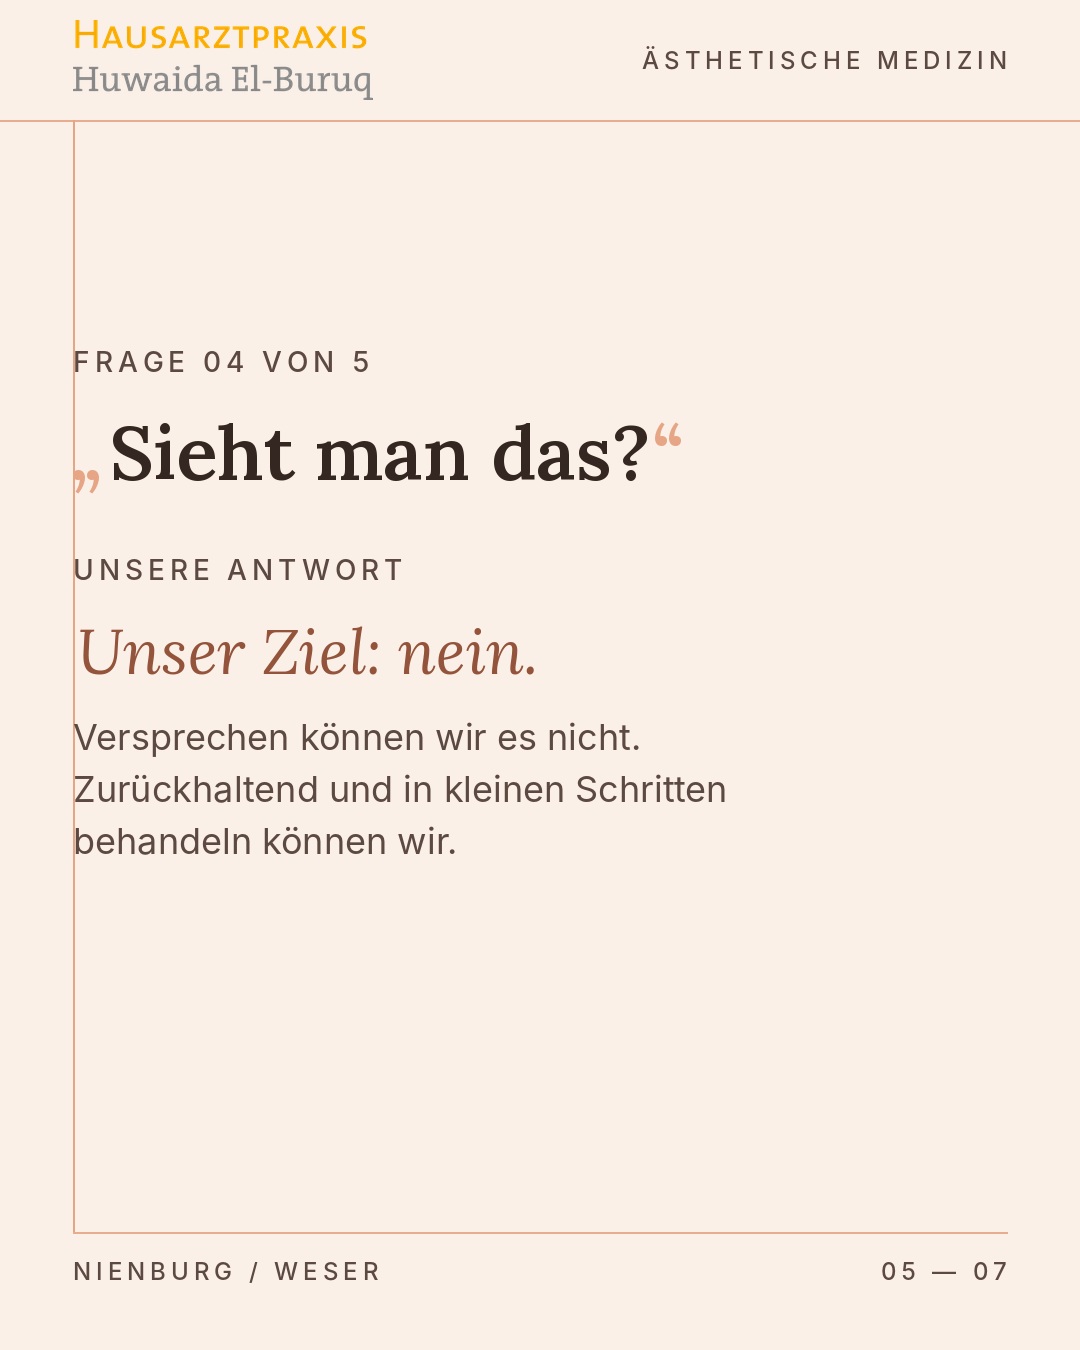 HAUSARZTPRAXIS
Huwaida El-Buruq
ÄSTHETISCHE MEDIZIN
FRAGE 04 VON 5
„Sieht man das?“
UNSERE ANTWORT
Unser Ziel: nein.
Versprechen können wir es nicht.
Zurückhaltend und in kleinen Schritten
behandeln können wir.
NIENBURG / WESER
05 — 07